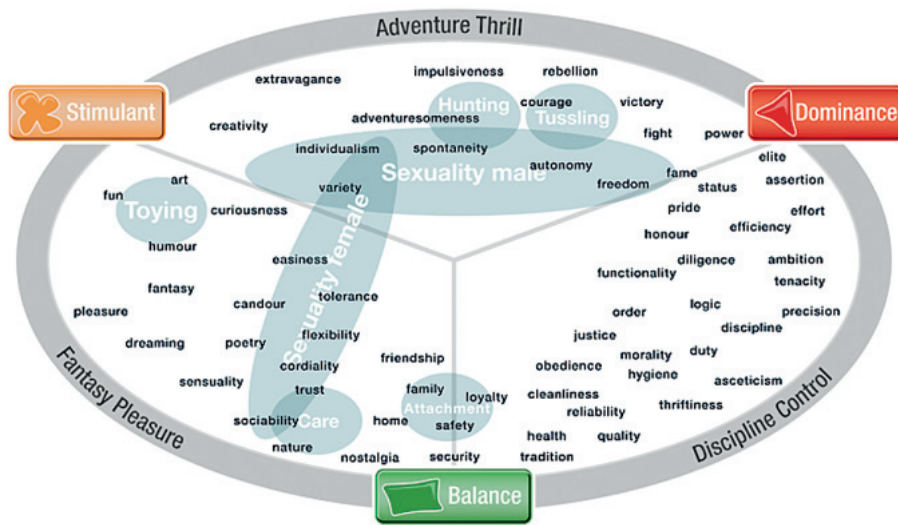 Adventure Thrill
impulsiveness
rebellion
extravagance
Stimulant
Hunting
courage
victory
Dominance
adventuresomeness
Tussling
creativity
fight
power
individualism
spontaneity
elite
autonomy
Sexuality male
fame
assertion
art
variety
freedom
status
fun
Toying
curiousness
pride
effort
efficiency
honour
humour
Sexuality female
easiness
diligence
ambition
functionality
tenacity
fantasy
candour
tolerance
logic
pleasure
order
precision
discipline
dreaming
poetry
flexibility
justice
friendship
morality
duty
cordiality
obedience
hygiene
sensuality
asceticism
trust
family
loyalty
cleanliness
Attachment
thriftiness
reliability
sociability
Care
home
safety
health
quality
nature
nostalgia
security
tradition
Fantasy Pleasure
Discipline Control
Balance